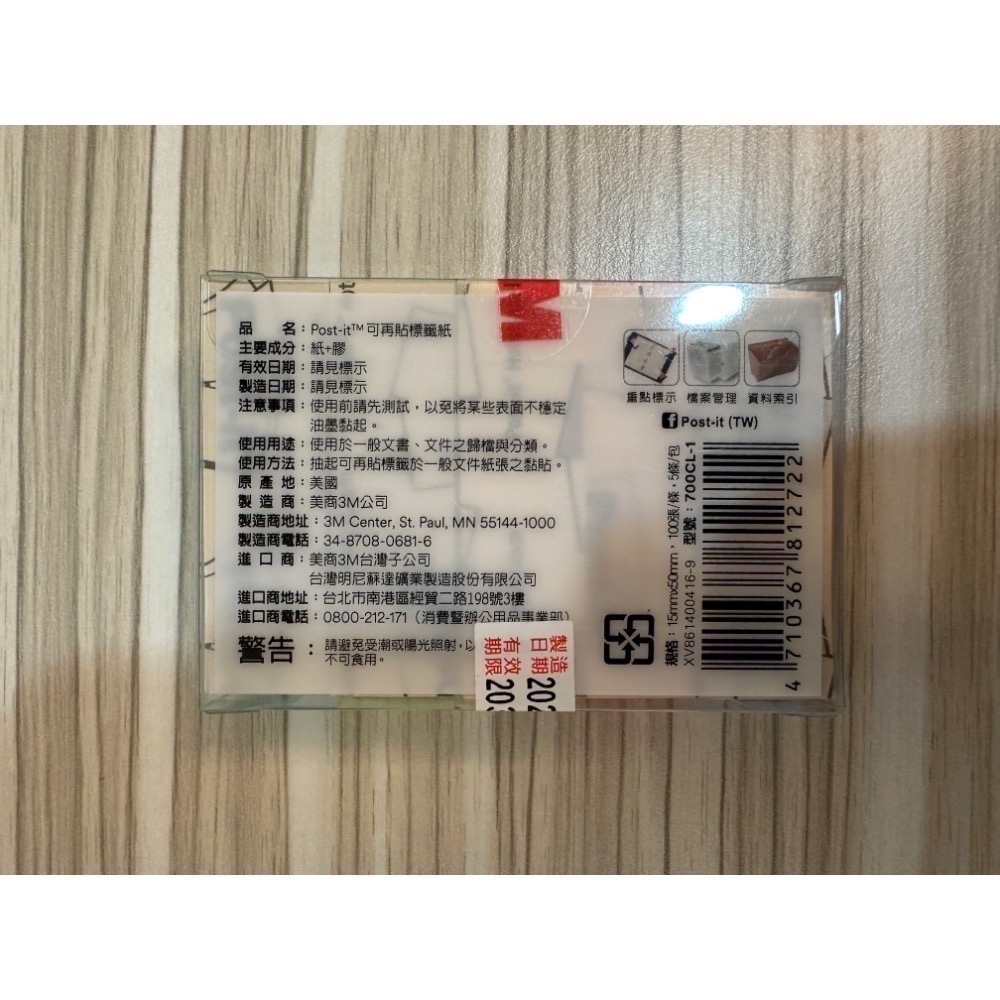 品 名：Post-it™可再貼標籤紙
主要成分：紙+膠
有效日期：請見標示
製造日期：請見標示
注意事項：使用前請先測試，以免將某些表面不穩定
油墨黏起。
使用用途：使用於一般文書、文件之歸檔與分類。
使用方法：抽起可再貼標籤於一般文件紙張之黏貼。
原 產 地：美國
製 造 商：美商3M公司
製造商地址：3M Center, St. Paul, MN 55144-1000
製造商電話：34-8708-0681-6
進 口 商：美商3M台灣子公司
台灣明尼蘇達礦業製造股份有限公司
進口商地址：台北市南港區經貿二路198號3樓
進口商電話：0800-212-171（消費暨辦公用品事業部）
警告：請避免受潮或陽光照射，以
不可食用。
重點標示 檔案管理 資料索引
Post-it (TW)
規格：15mmx50mm，100張/條，5條/包
XV861400416-9 型號：700CL-1
4 710367 812722
製造日期 202
有效期限 203
M